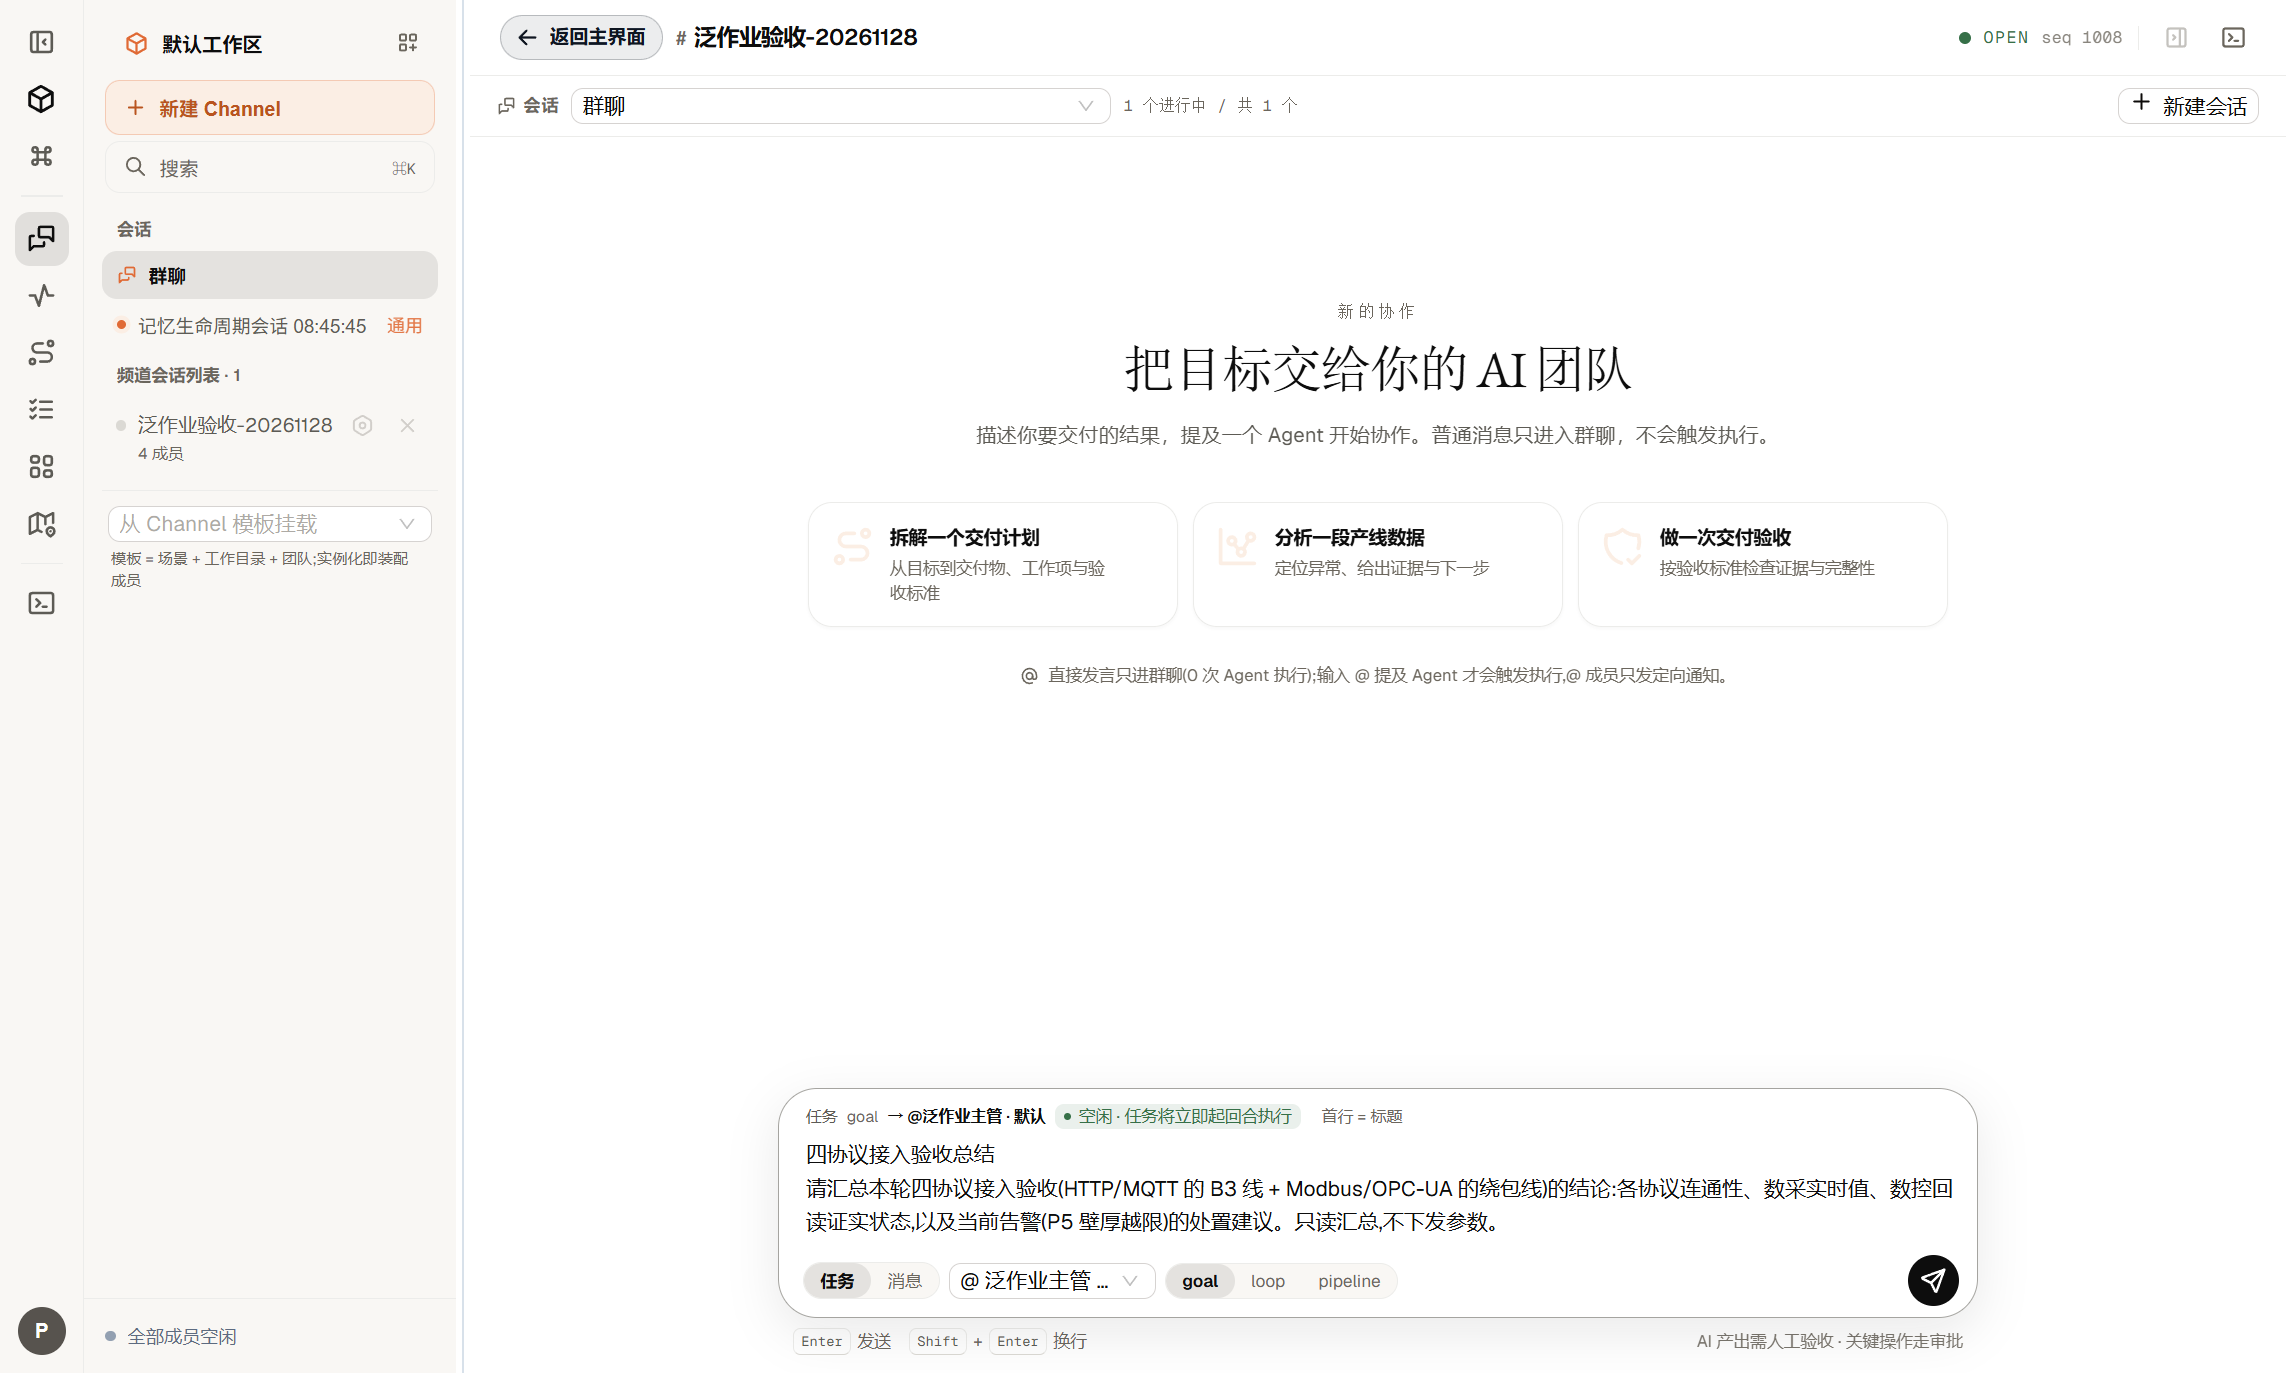 默认工作区
新建 Channel
搜索 ⌘K
会话
群聊
记忆生命周期会话 08:45:45 通用
频道会话列表 · 1
泛作业验收-20261128
4 成员
从 Channel 模板挂载
模板 = 场景 + 工作目录 + 团队;实例化即装配
成员
P
全部成员空闲
返回主界面 # 泛作业验收-20261128
OPEN seq 1008
会话 群聊 1 个进行中 / 共 1 个
新建会话
新的协作
把目标交给你的 AI 团队
描述你要交付的结果，提及一个 Agent 开始协作。普通消息只进入群聊，不会触发执行。
拆解一个交付计划
从目标到交付物、工作项与验
收标准
分析一段产线数据
定位异常、给出证据与下一步
做一次交付验收
按验收标准检查证据与完整性
@ 直接发言只进群聊(0 次 Agent 执行);输入 @ 提及 Agent 才会触发执行,@ 成员只发定向通知。
任务 goal → @泛作业主管 · 默认 空闲 · 任务将立即起回合执行 首行 = 标题
四协议接入验收总结
请汇总本轮四协议接入验收(HTTP/MQTT 的 B3 线 + Modbus/OPC-UA 的绕包线)的结论:各协议连通性、数采实时值、数控回
读证实状态,以及当前告警(P5 壁厚越限)的处置建议。只读汇总,不下发参数。
任务 消息 @ 泛作业主管 ... goal loop pipeline
Enter 发送 Shift + Enter 换行
AI 产出需人工验收 · 关键操作走审批